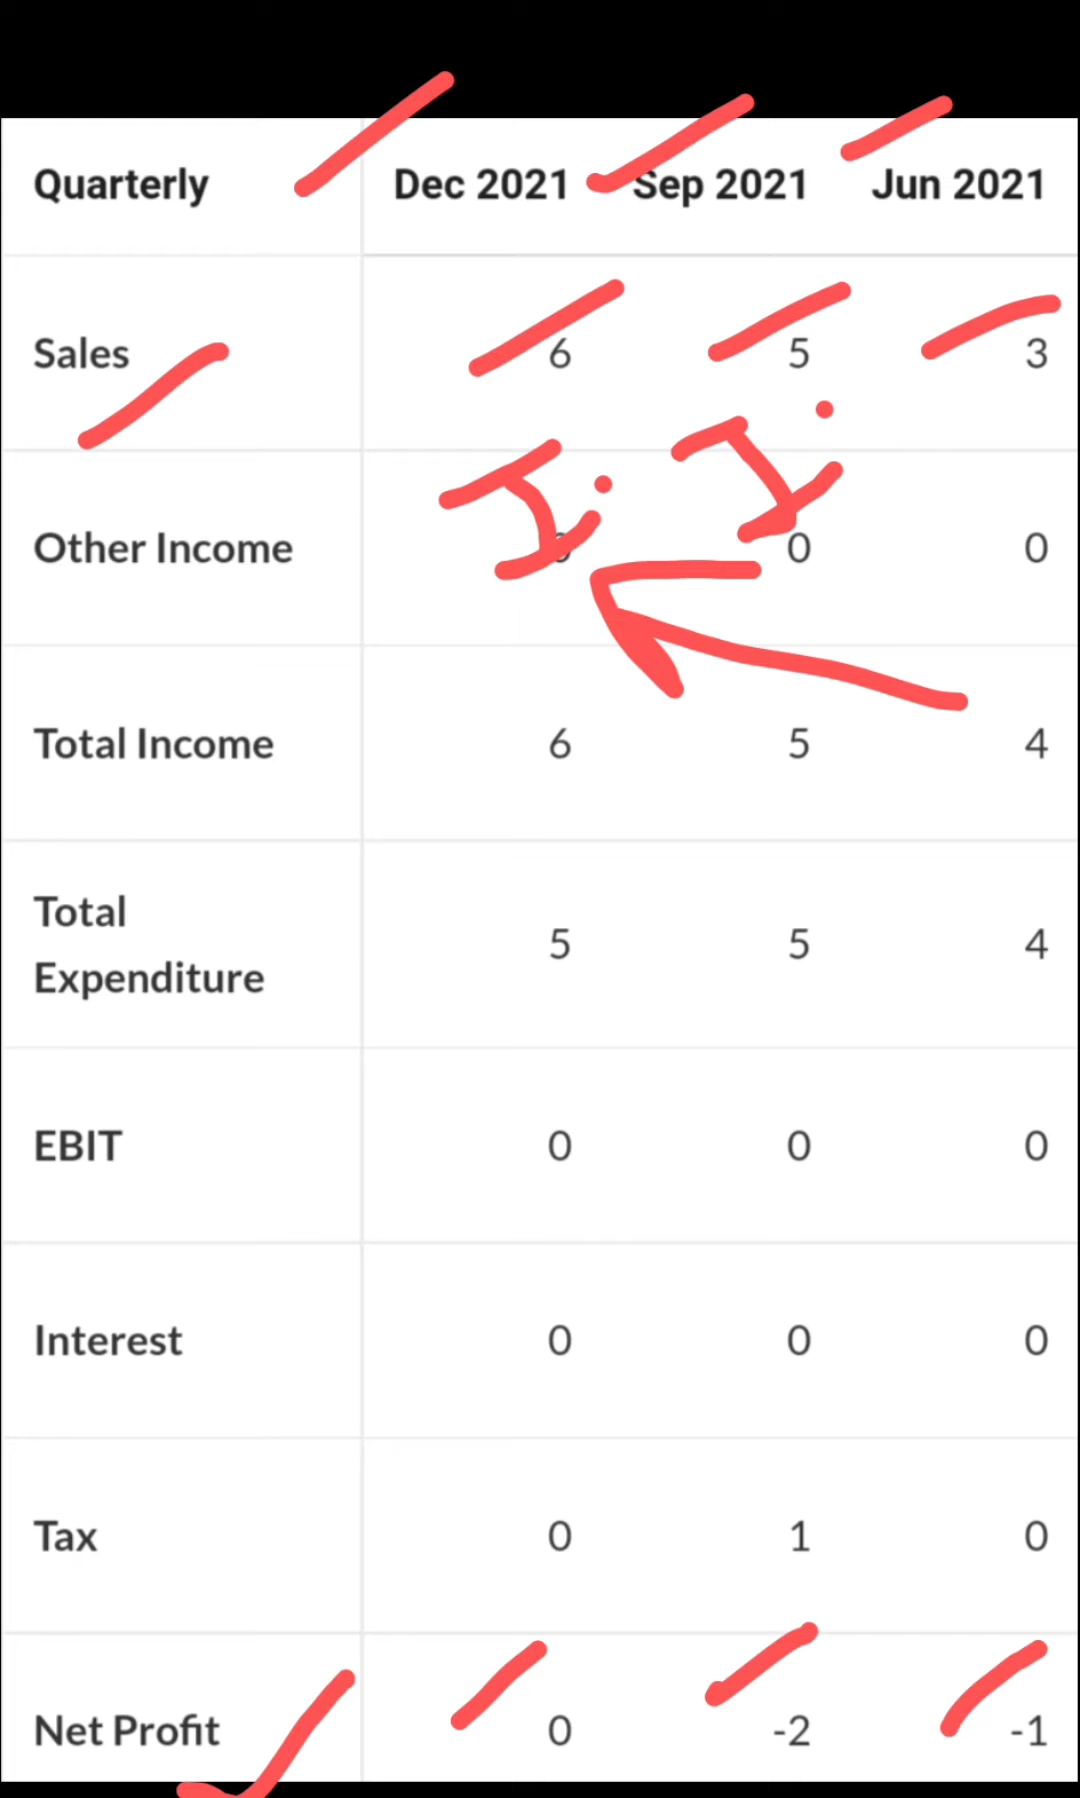 Quarterly Dec 2021 Sep 2021 Jun 2021
Sales 6 5 3
Other Income 0 0
Total Income 6 5 4
Total
Expenditure 5 5 4
EBIT 0 0 0
Interest 0 0 0
Tax 0 1 0
Net Profit 0 -2 -1